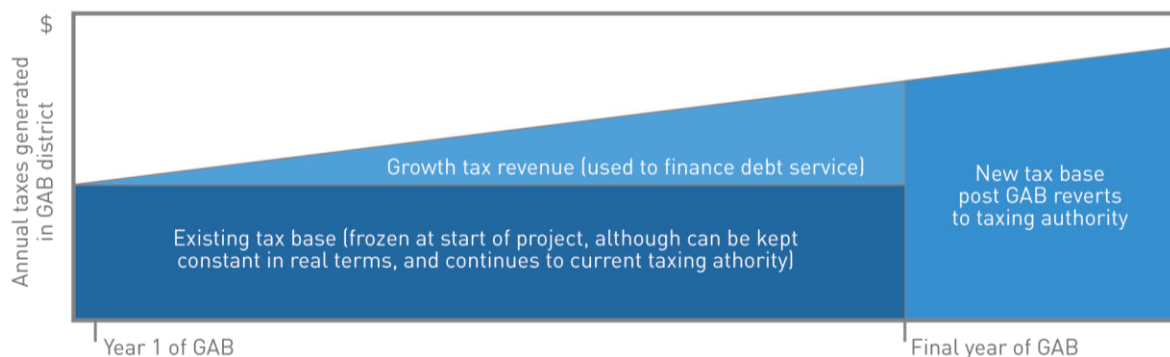 $
Annual taxes generated
in GAB district
Growth tax revenue (used to finance debt service)
Existing tax base (frozen at start of project, although can be kept
constant in real terms, and continues to current taxing athority)
New tax base
post GAB reverts
to taxing authority
Year 1 of GAB
Final year of GAB